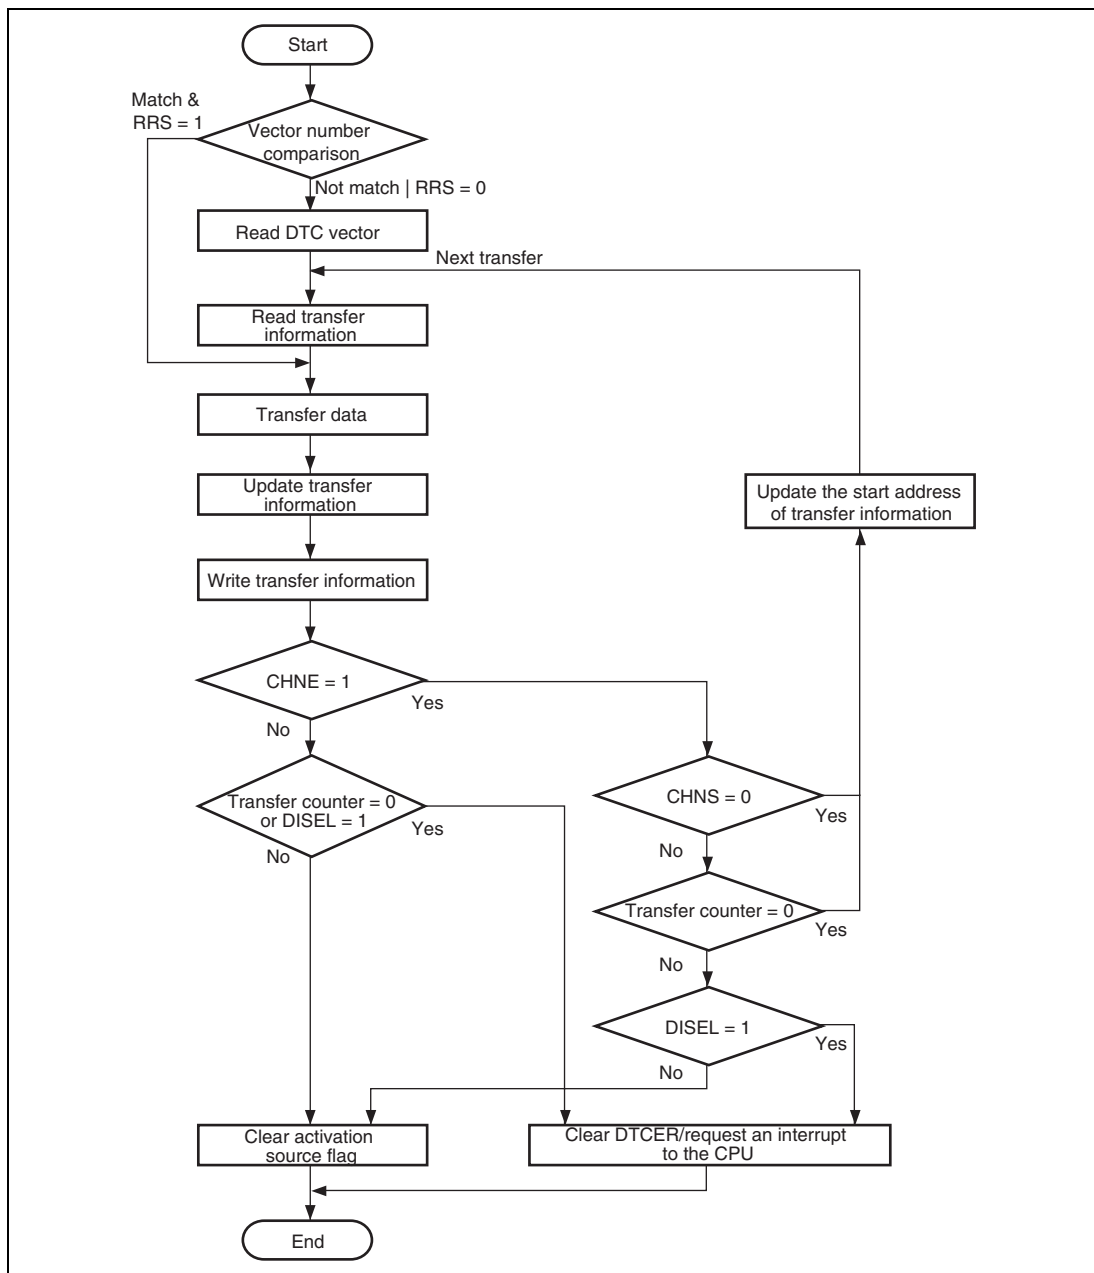 Start
Match &
RRS = 1
Vector number
comparison
Not match | RRS = 0
Read DTC vector
Next transfer
Read transfer
information
Transfer data
Update transfer
information
Update the start address
of transfer information
Write transfer information
CHNE = 1
Yes
No
Transfer counter = 0
or DISEL = 1
Yes
No
CHNS = 0
Yes
No
Transfer counter = 0
Yes
No
DISEL = 1
Yes
No
Clear activation
source flag
Clear DTCER/request an interrupt
to the CPU
End